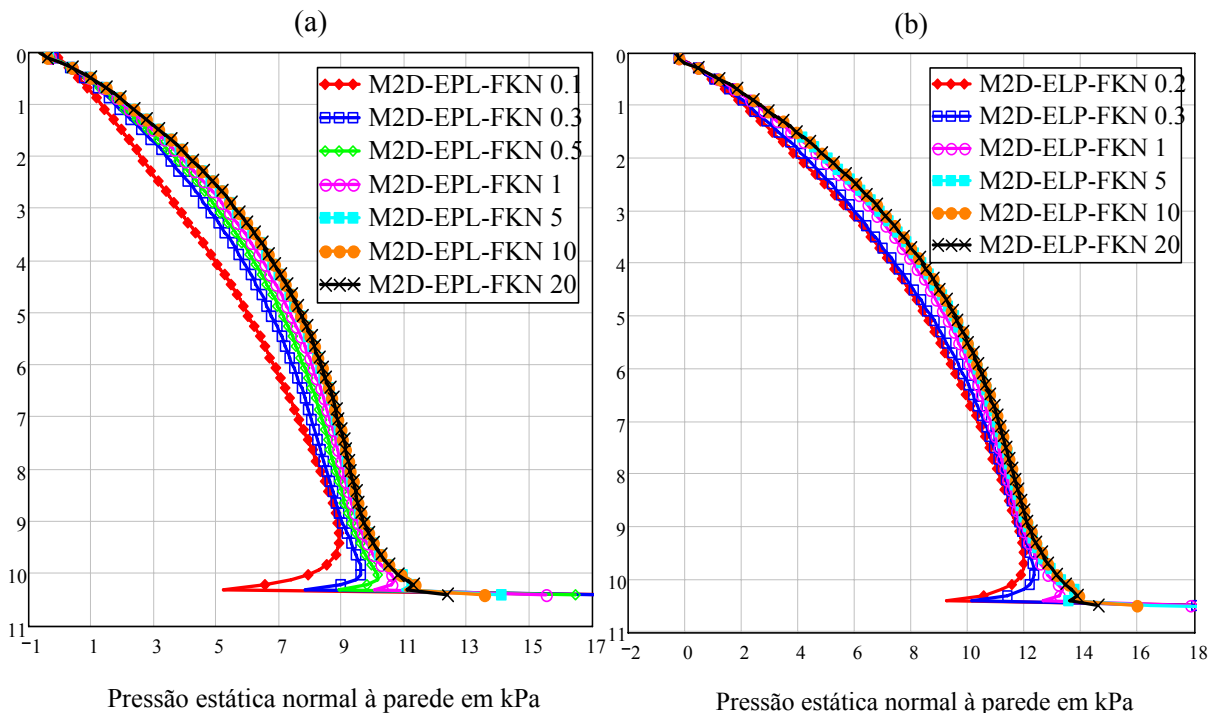 (a)
(b)
0
1
2
3
4
5
6
7
8
9
10
11
−1
1
3
5
7
9
11
13
15
17
M2D-EPL-FKN 0.1
M2D-EPL-FKN 0.3
M2D-EPL-FKN 0.5
M2D-EPL-FKN 1
M2D-EPL-FKN 5
M2D-EPL-FKN 10
M2D-EPL-FKN 20
Pressão estática normal à parede em kPa
0
1
2
3
4
5
6
7
8
9
10
11
−2
0
2
4
6
8
10
12
14
16
18
M2D-ELP-FKN 0.2
M2D-ELP-FKN 0.3
M2D-ELP-FKN 1
M2D-ELP-FKN 5
M2D-ELP-FKN 10
M2D-ELP-FKN 20
Pressão estática normal à parede em kPa